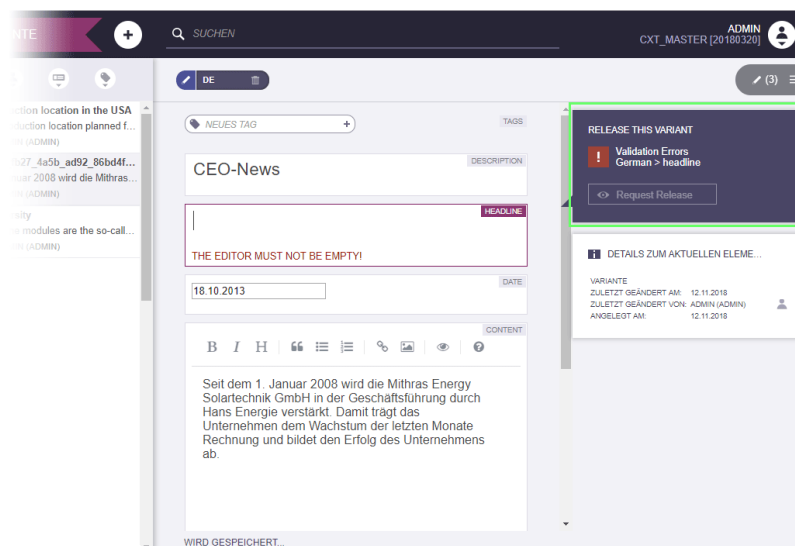 NTE
SUCHEN
ADMIN
CXT_MASTER [20180320]
DE
(3)
ction location in the USA
duction location planned f...
(ADMIN)
b27_4a5b_ad92_86bd4f...
uar 2008 wird die Mithras...
(ADMIN)
nity
modules are the so-call...
(ADMIN)
NEUES TAG
TAGS
DESCRIPTION
CEO-News
HEADLINE
THE EDITOR MUST NOT BE EMPTY!
DATE
18.10.2013
CONTENT
B I H
Seit dem 1. Januar 2008 wird die Mithras Energy
Solartechnik GmbH in der Geschäftsführung durch
Hans Energie verstärkt. Damit trägt das
Unternehmen dem Wachstum der letzten Monate
Rechnung und bildet den Erfolg des Unternehmens
ab.
WIRD GESPEICHERT...
RELEASE THIS VARIANT
Validation Errors
German > headline
Request Release
DETAILS ZUM AKTUELLEN ELEME...
VARIANTE
ZULETZT GEÄNDERT AM: 12.11.2018
ZULETZT GEÄNDERT VON: ADMIN (ADMIN)
ANGELEGT AM: 12.11.2018